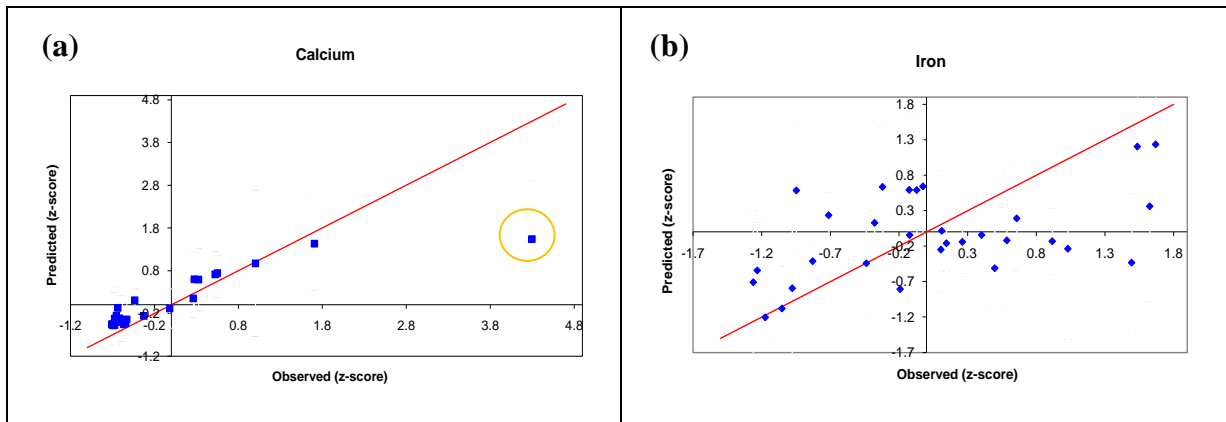 (a)
Calcium
4.8
3.8
2.8
1.8
0.8
-0.2
-1.2
-1.2 -0.2 0.8 1.8 2.8 3.8 4.8
Predicted (z-score)
Observed (z-score)
(b)
Iron
1.8
1.3
0.8
0.3
-0.2
-0.7
-1.2
-1.7
-1.7 -1.2 -0.7 -0.2 0.3 0.8 1.3 1.8
Predicted (z-score)
Observed (z-score)